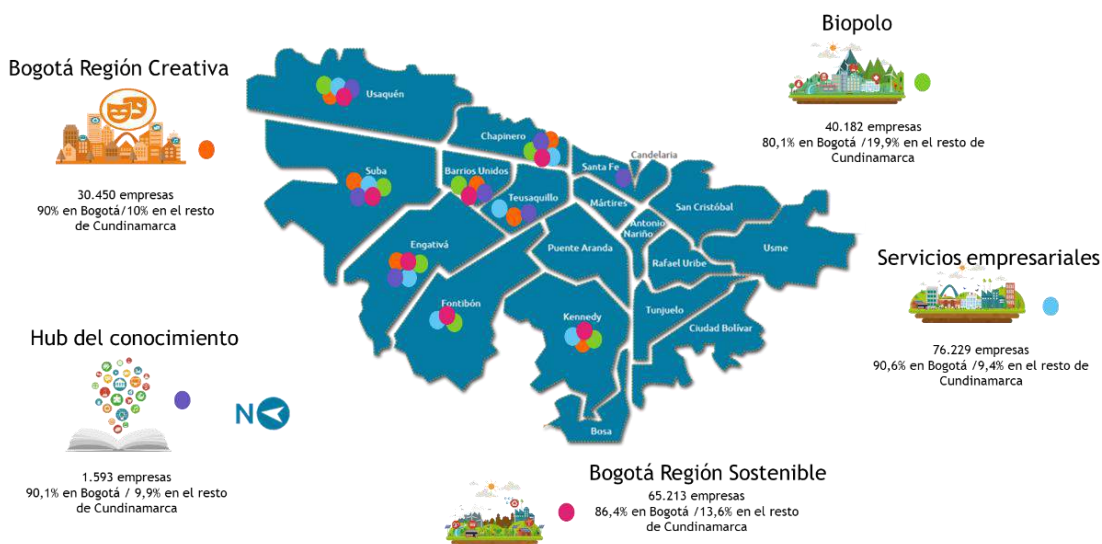 Biopolo
40.182 empresas
80,1% en Bogotá /19,9% en el resto de
Cundinamarca
Bogotá Región Creativa
30.450 empresas
90% en Bogotá/10% en el resto
de Cundinamarca
Usaquén
Chapinero
Candelaria
Santa Fe
Suba
Barrios Unidos
Teusaquillo
Mártires
San Cristóbal
Antonio
Nariño
Engativá
Puente Aranda
Rafael Uribe
Usme
Fontibón
Kennedy
Tunjuelo
Ciudad Bolívar
Bosa
Servicios empresariales
76.229 empresas
90,6% en Bogotá /9,4% en el resto de
Cundinamarca
Hub del conocimiento
N
1.593 empresas
90,1% en Bogotá / 9,9% en el resto
de Cundinamarca
Bogotá Región Sostenible
65.213 empresas
86,4% en Bogotá /13,6% en el resto
de Cundinamarca